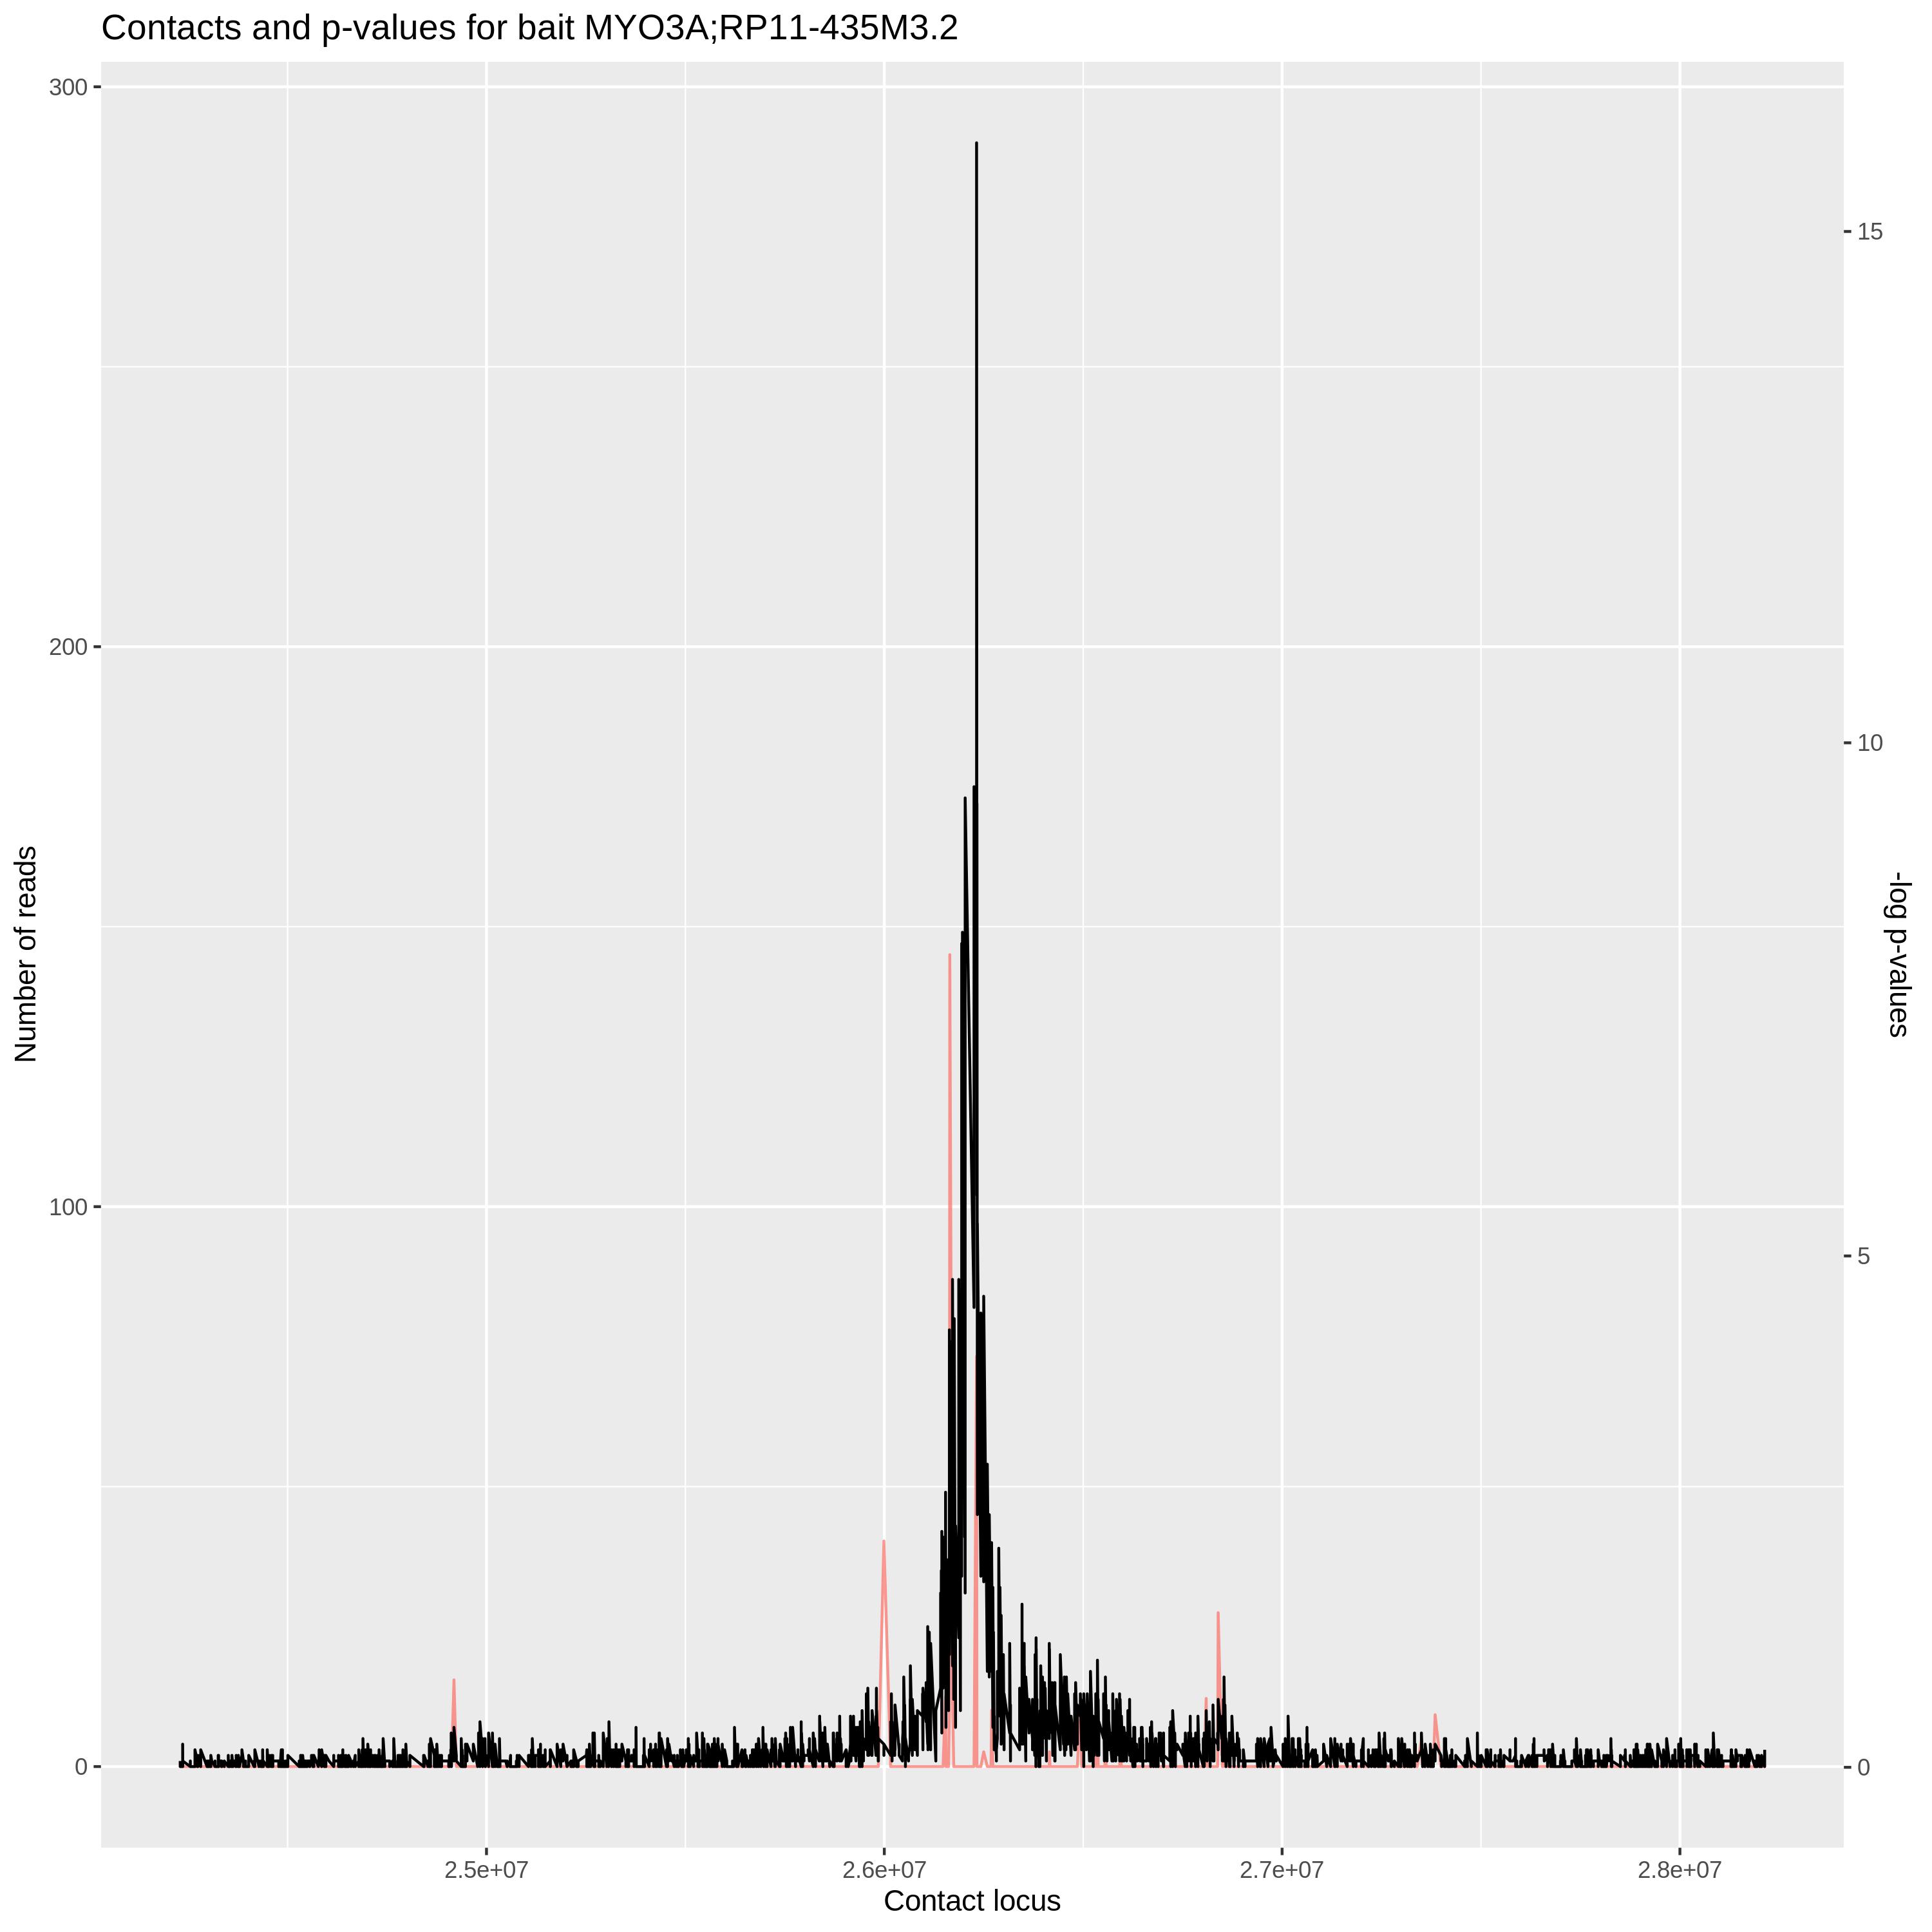 Contacts and p-values for bait MYO3A;RP11-435M3.2
300
200
100
0
Number of reads
15
10
5
0
-log p-values
2.5e+07
2.6e+07
2.7e+07
2.8e+07
Contact locus